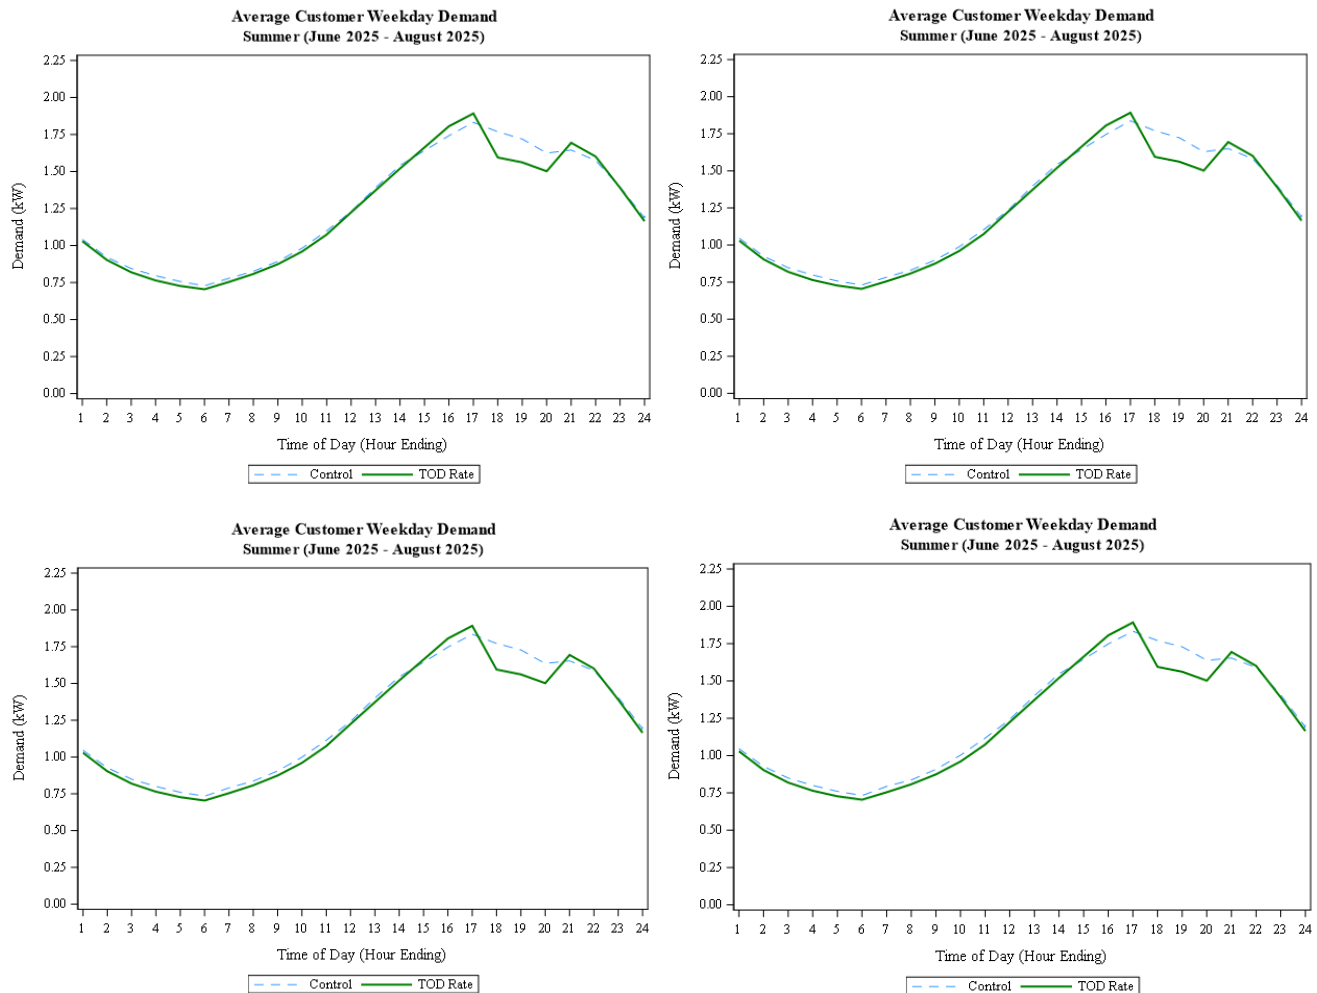 Average Customer Weekday Demand
Summer (June 2025 - August 2025)
2.25
2.00
1.75
1.50
1.25
1.00
0.75
0.50
0.25
0.00
Demand (kW)
1 2 3 4 5 6 7 8 9 10 11 12 13 14 15 16 17 18 19 20 21 22 23 24
Time of Day (Hour Ending)
Control TOD Rate
Average Customer Weekday Demand
Summer (June 2025 - August 2025)
2.25
2.00
1.75
1.50
1.25
1.00
0.75
0.50
0.25
0.00
Demand (kW)
1 2 3 4 5 6 7 8 9 10 11 12 13 14 15 16 17 18 19 20 21 22 23 24
Time of Day (Hour Ending)
Control TOD Rate
Average Customer Weekday Demand
Summer (June 2025 - August 2025)
2.25
2.00
1.75
1.50
1.25
1.00
0.75
0.50
0.25
0.00
Demand (kW)
1 2 3 4 5 6 7 8 9 10 11 12 13 14 15 16 17 18 19 20 21 22 23 24
Time of Day (Hour Ending)
Control TOD Rate
Average Customer Weekday Demand
Summer (June 2025 - August 2025)
2.25
2.00
1.75
1.50
1.25
1.00
0.75
0.50
0.25
0.00
Demand (kW)
1 2 3 4 5 6 7 8 9 10 11 12 13 14 15 16 17 18 19 20 21 22 23 24
Time of Day (Hour Ending)
Control TOD Rate